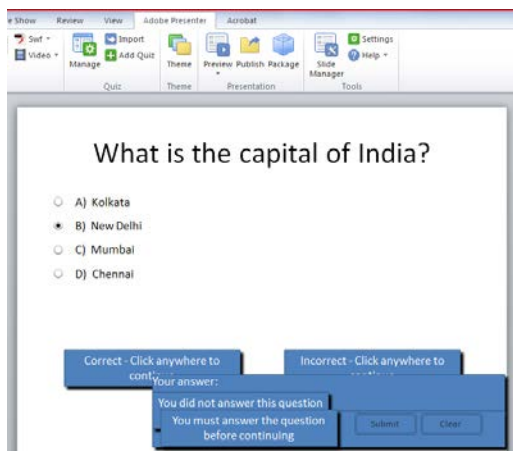 e Show Review View Adobe Presenter Acrobat
Swf Import Settings
Video Manage Add Quiz Theme Preview Publish Package Slide Manager Help
Quiz Theme Presentation Tools
What is the capital of India?
A) Kolkata
B) New Delhi
C) Mumbai
D) Chennai
Correct - Click anywhere to
Incorrect - Click anywhere to
Your answer:
You did not answer this question
You must answer the question
before continuing
Submit Clear